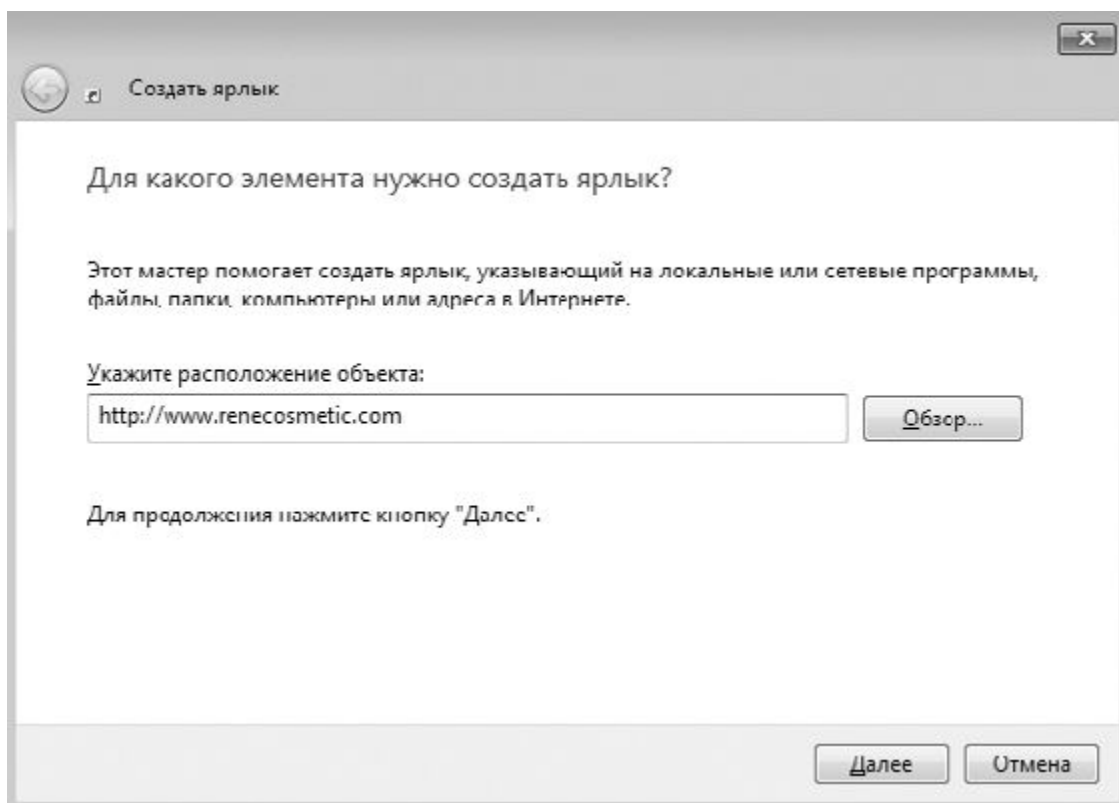 Создать ярлык
Для какого элемента нужно создать ярлык?
Этот мастер помогает создать ярлык, указывающий на локальные или сетевые программы,
файлы, папки, компьютеры или адреса в Интернете.
Укажите расположение объекта:
http://www.renecosmetic.com
Обзор...
Для продолжения нажмите кнопку "Далее".
Далее
Отмена